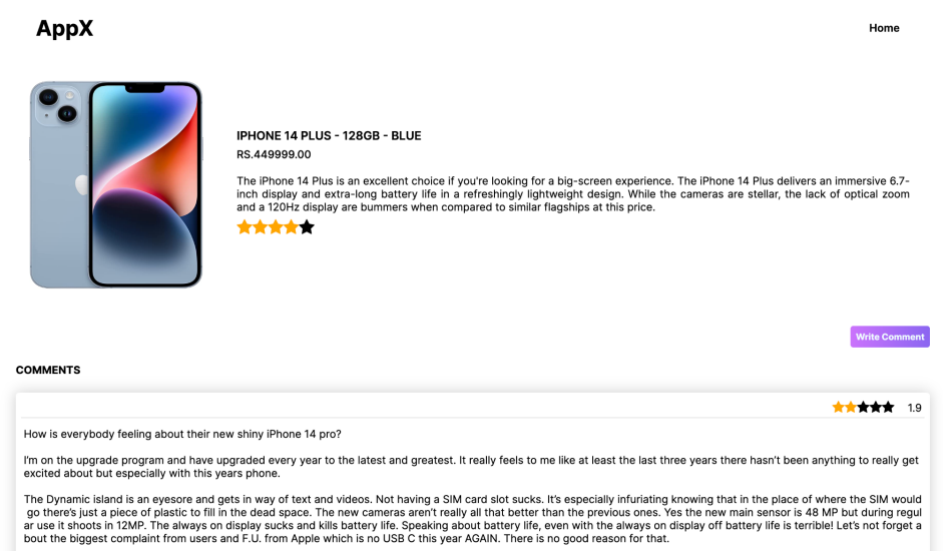 AppX
Home
IPHONE 14 PLUS - 128GB - BLUE
RS.449999.00
The iPhone 14 Plus is an excellent choice if you're looking for a big-screen experience. The iPhone 14 Plus delivers an immersive 6.7-
inch display and extra-long battery life in a refreshingly lightweight design. While the cameras are stellar, the lack of optical zoom
and a 120Hz display are bummers when compared to similar flagships at this price.
Write Comment
COMMENTS
1.9
How is everybody feeling about their new shiny iPhone 14 pro?
I'm on the upgrade program and have upgraded every year to the latest and greatest. It really feels to me like at least the last three years there hasn't been anything to really get
excited about but especially with this years phone.
The Dynamic island is an eyesore and gets in way of text and videos. Not having a SIM card slot sucks. It's especially infuriating knowing that in the place of where the SIM would
go there's just a piece of plastic to fill in the dead space. The new cameras aren't really all that better than the previous ones. Yes the new main sensor is 48 MP but during regul
ar use it shoots in 12MP. The always on display sucks and kills battery life. Speaking about battery life, even with the always on display off battery life is terrible! Let's not forget a
bout the biggest complaint from users and F.U. from Apple which is no USB C this year AGAIN. There is no good reason for that.